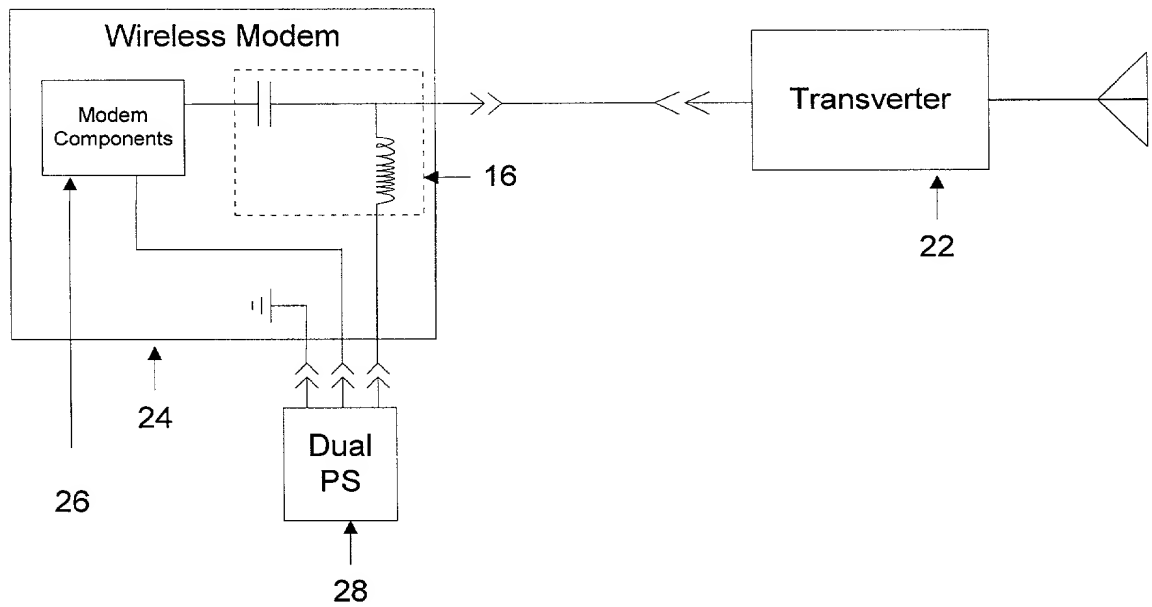 Wireless Modem
Modem
Components
Transverter
16
22
24
Dual
PS
26
28